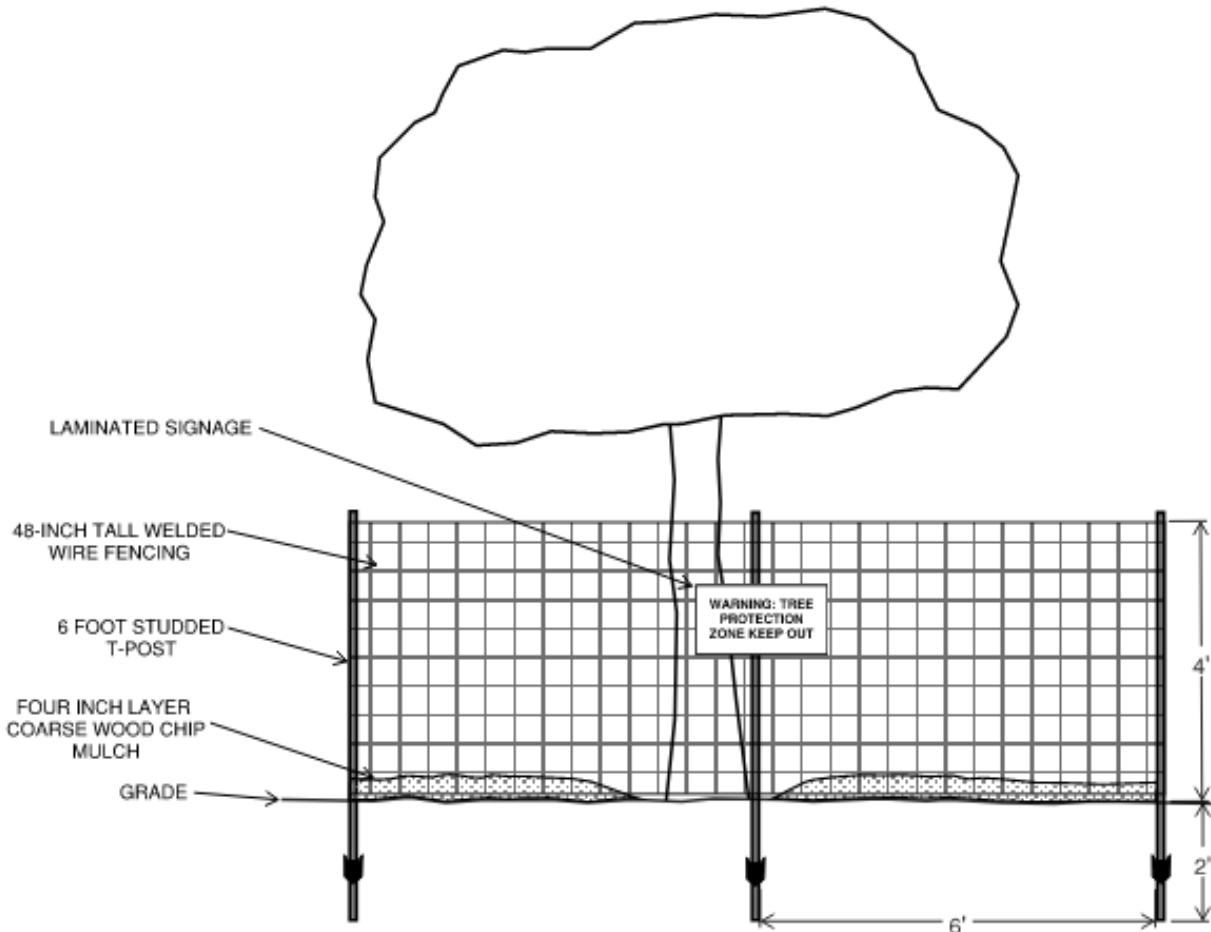 LAMINATED SIGNAGE
48-INCH TALL WELDED
WIRE FENCING
WARNING: TREE
PROTECTION
ZONE KEEP OUT
6 FOOT STUDDED
T-POST
4'
FOUR INCH LAYER
COARSE WOOD CHIP
MULCH
GRADE
2'
6'